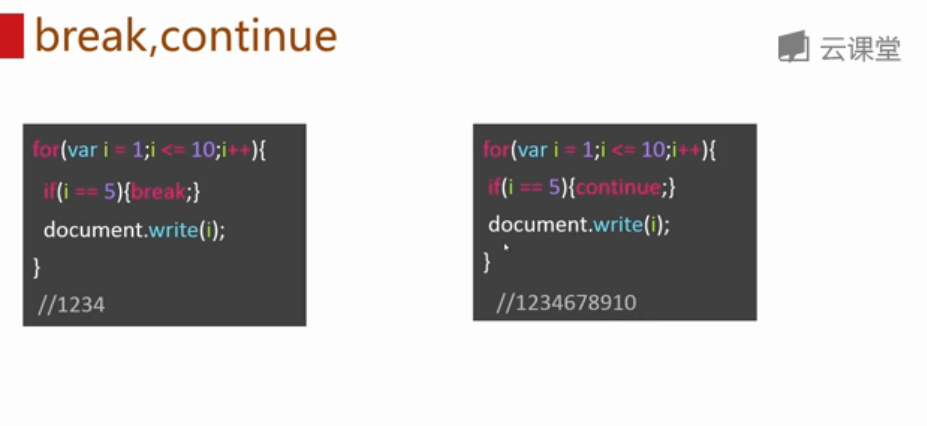 break,continue
云课堂
for(var i = 1;i <= 10;i++){
if(i == 5){break;}
document.write(i);
}
//1234
for(var i = 1;i <= 10;i++){
if(i == 5){continue;}
document.write(i);
}
//1234678910